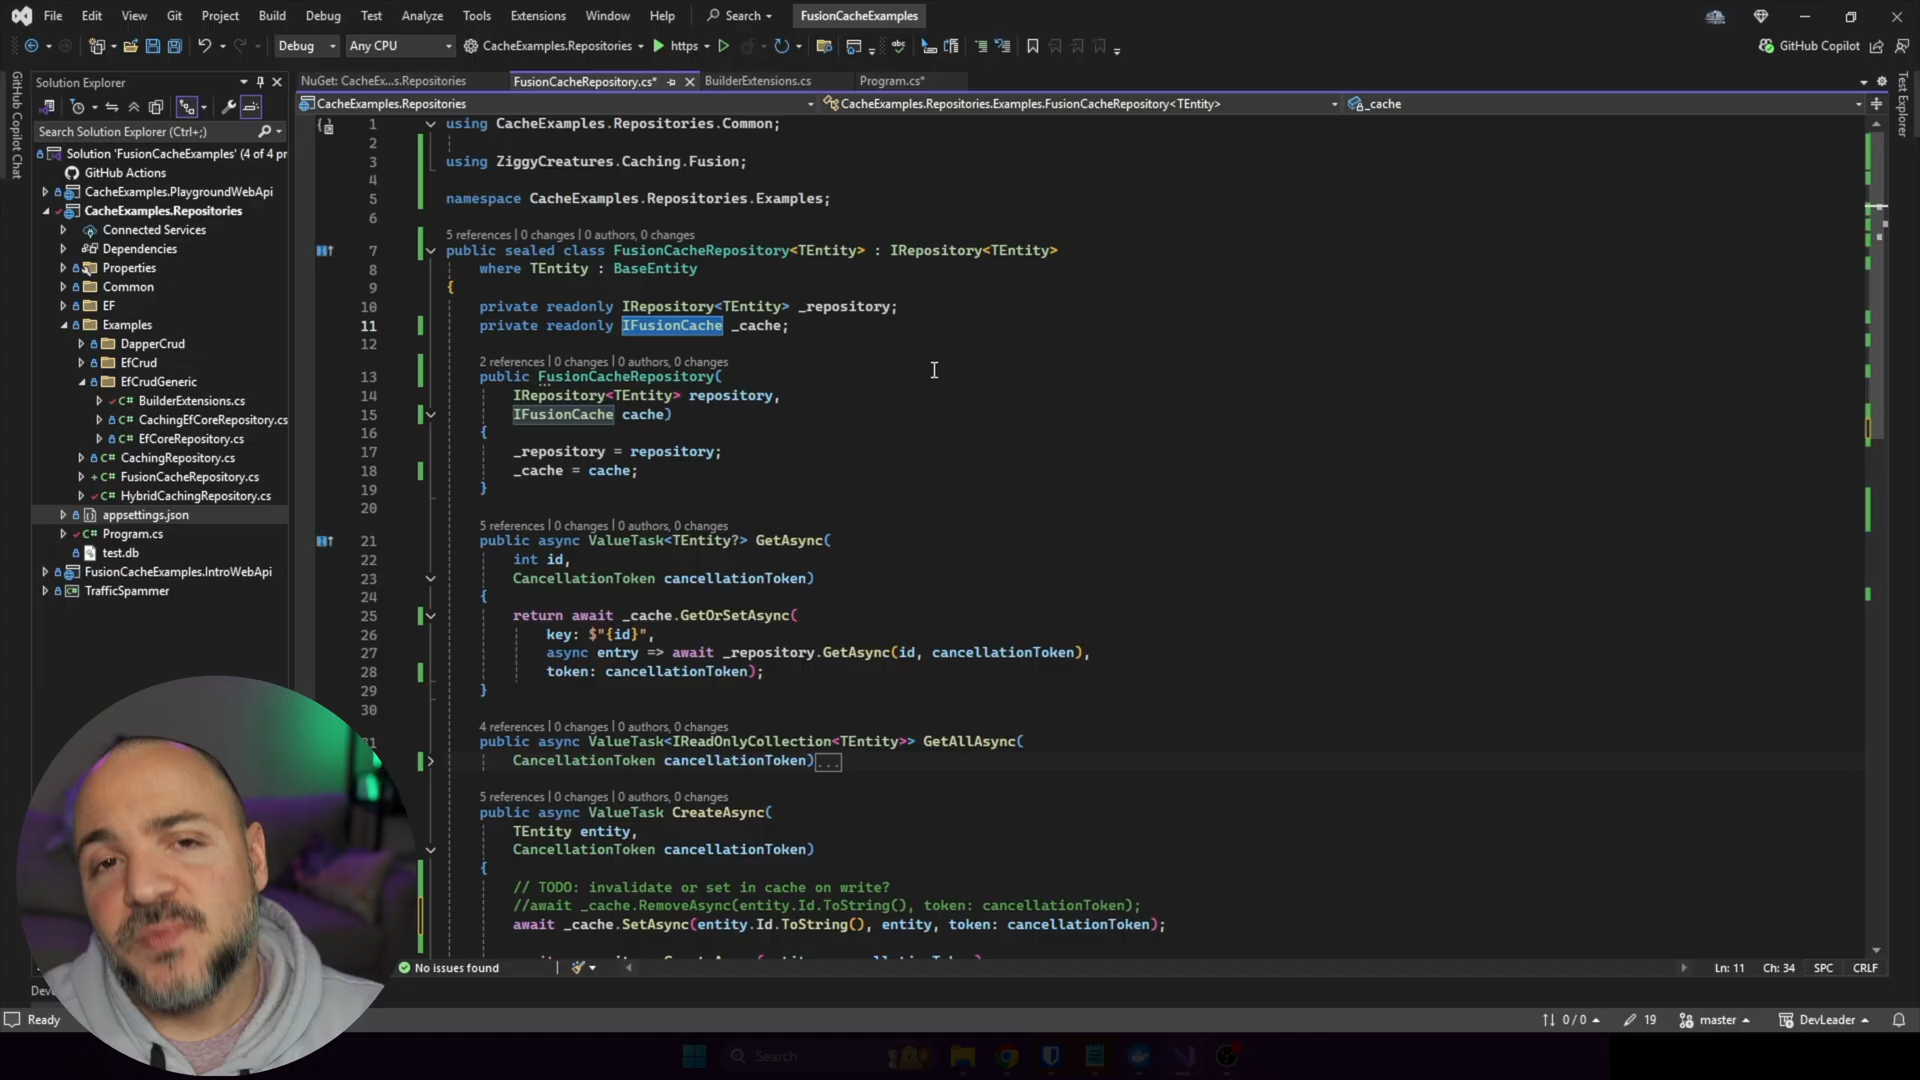 File Edit View Git Project Build Debug Test Analyze Tools Extensions Window Help Search FusionCacheExamples
Debug Any CPU CacheExamples.Repositories https GitHub Copilot
GitHub Copilot Chat
Solution Explorer
Search Solution Explorer (Ctrl+;)
Solution 'FusionCacheExamples' (4 of 4 pr
GitHub Actions
CacheExamples.PlaygroundWebApi
CacheExamples.Repositories
Connected Services
Dependencies
Properties
Common
EF
Examples
DapperCrud
EfCrud
EfCrudGeneric
BuilderExtensions.cs
CachingEfCoreRepository.cs
EfCoreRepository.cs
CachingRepository.cs
FusionCacheRepository.cs
HybridCachingRepository.cs
appsettings.json
Program.cs
test.db
FusionCacheExamples.IntroWebApi
TrafficSpammer
NuGet: CacheEx...s.Repositories FusionCacheRepository.cs* BuilderExtensions.cs Program.cs*
CacheExamples.Repositories CacheExamples.Repositories.Examples.FusionCacheRepository<TEntity> _cache
1 using CacheExamples.Repositories.Common;
2
3 using ZiggyCreatures.Caching.Fusion;
4
5 namespace CacheExamples.Repositories.Examples;
6
5 references | 0 changes | 0 authors, 0 changes
7 public sealed class FusionCacheRepository<TEntity> : IRepository<TEntity>
8 where TEntity : BaseEntity
9 {
10 private readonly IRepository<TEntity> _repository;
11 private readonly IFusionCache _cache;
12
2 references | 0 changes | 0 authors, 0 changes
13 public FusionCacheRepository(
14 IRepository<TEntity> repository,
15 IFusionCache cache)
16 {
17 _repository = repository;
18 _cache = cache;
19 }
20
5 references | 0 changes | 0 authors, 0 changes
21 public async ValueTask<TEntity?> GetAsync(
22 int id,
23 CancellationToken cancellationToken)
24 {
25 return await _cache.GetOrSetAsync(
26 key: $"{id}",
27 async entry => await _repository.GetAsync(id, cancellationToken),
28 token: cancellationToken);
29 }
30
4 references | 0 changes | 0 authors, 0 changes
public async ValueTask<IReadOnlyCollection<TEntity>> GetAllAsync(
CancellationToken cancellationToken)...
5 references | 0 changes | 0 authors, 0 changes
public async ValueTask CreateAsync(
TEntity entity,
CancellationToken cancellationToken)
{
// TODO: invalidate or set in cache on write?
//await _cache.RemoveAsync(entity.Id.ToString(), token: cancellationToken);
await _cache.SetAsync(entity.Id.ToString(), entity, token: cancellationToken);
Test Explorer
No issues found Ln: 11 Ch: 34 SPC CRLF
Ready 0 / 0 19 master DevLeader
Search